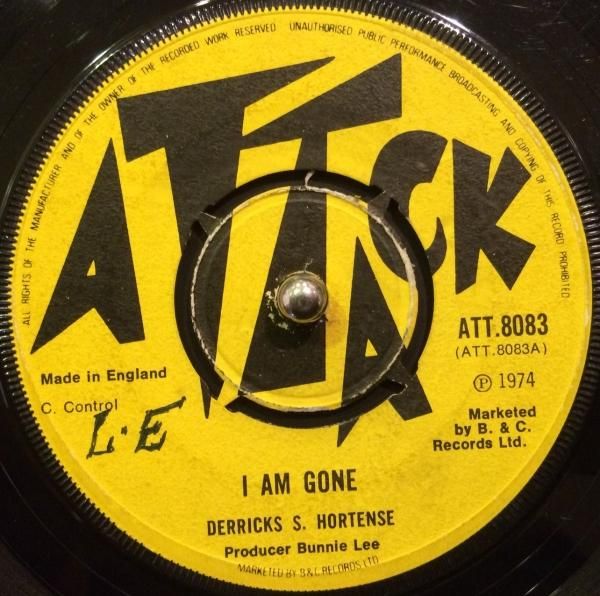 ALL RIGHTS OF THE MANUFACTURER AND OF THE OWNER OF THE RECORDED WORK RESERVED UNAUTHORISED PUBLIC PERFORMANCE BROADCASTING AND COPYING OF THIS RECORD PROHIBITED
ATTACK
ATT.8083
(ATT.8083A)
Made in England
℗ 1974
C. Control
L.E
Marketed
by B. & C.
Records Ltd.
I AM GONE
DERRICKS S. HORTENSE
Producer Bunnie Lee
MARKETED BY B & C RECORDS LTD